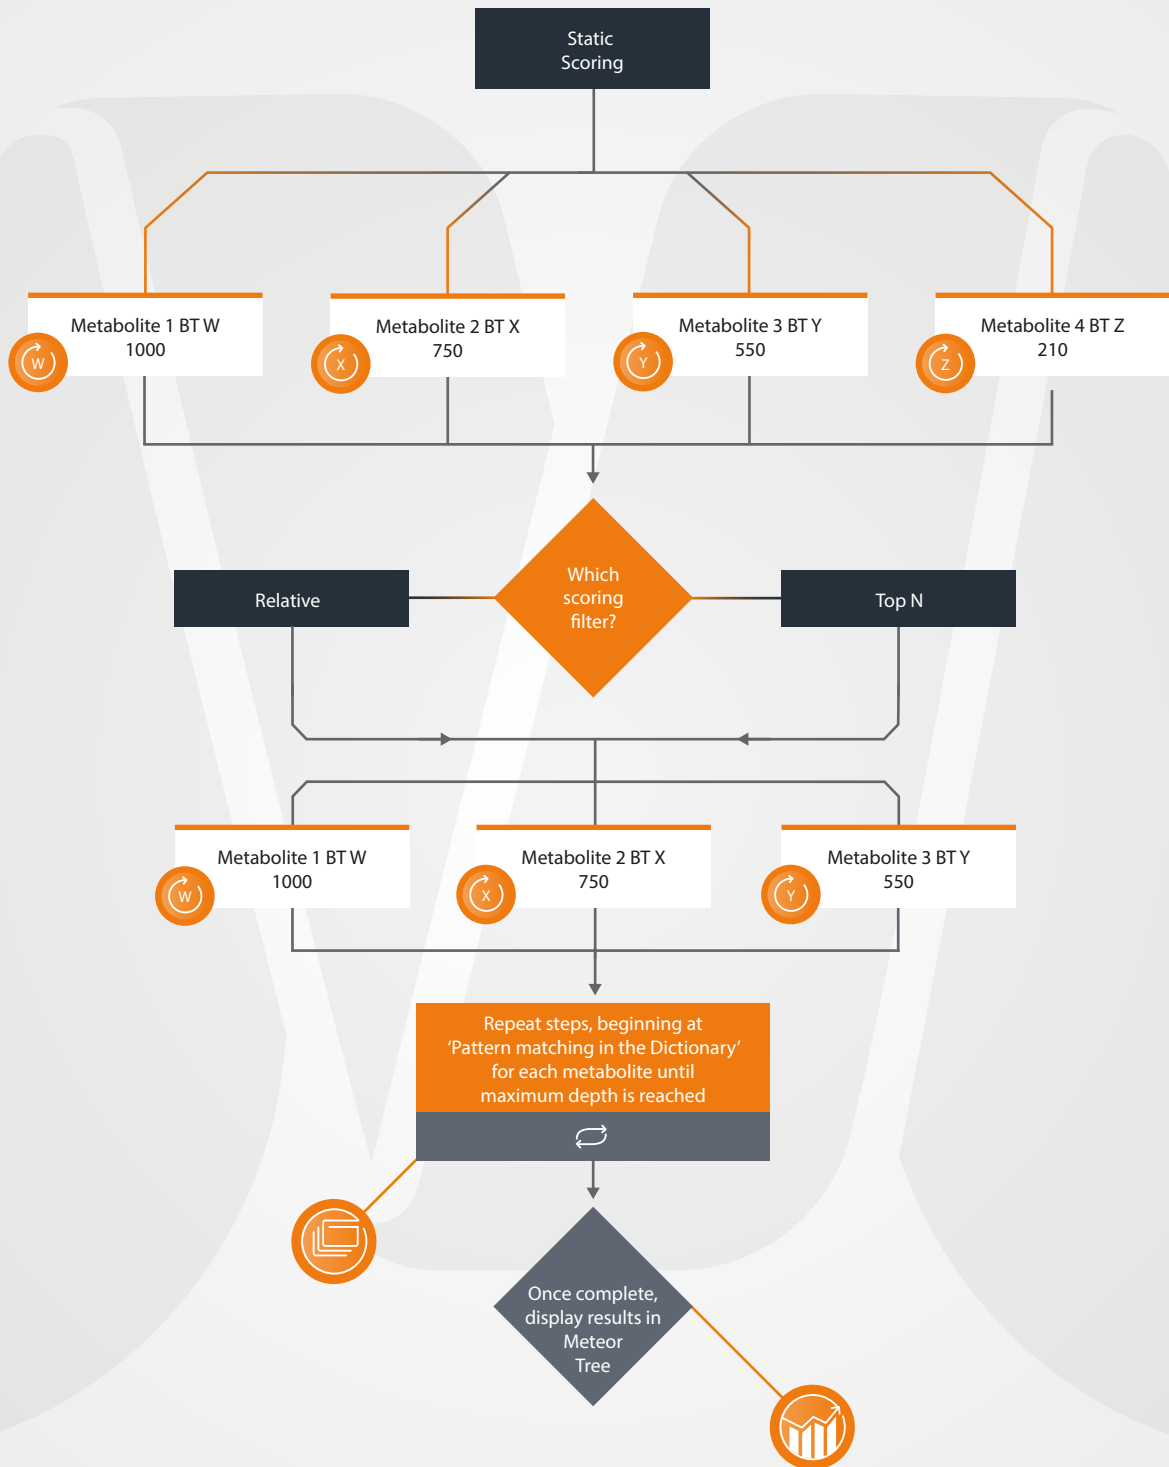 Static
Scoring
Metabolite 1 BT W
1000
W
Metabolite 2 BT X
750
X
Metabolite 3 BT Y
550
Y
Metabolite 4 BT Z
210
Z
Which
scoring
filter?
Relative
Top N
Metabolite 1 BT W
1000
W
Metabolite 2 BT X
750
X
Metabolite 3 BT Y
550
Y
Repeat steps, beginning at
‘Pattern matching in the Dictionary’
for each metabolite until
maximum depth is reached
Once complete,
display results in
Meteor
Tree